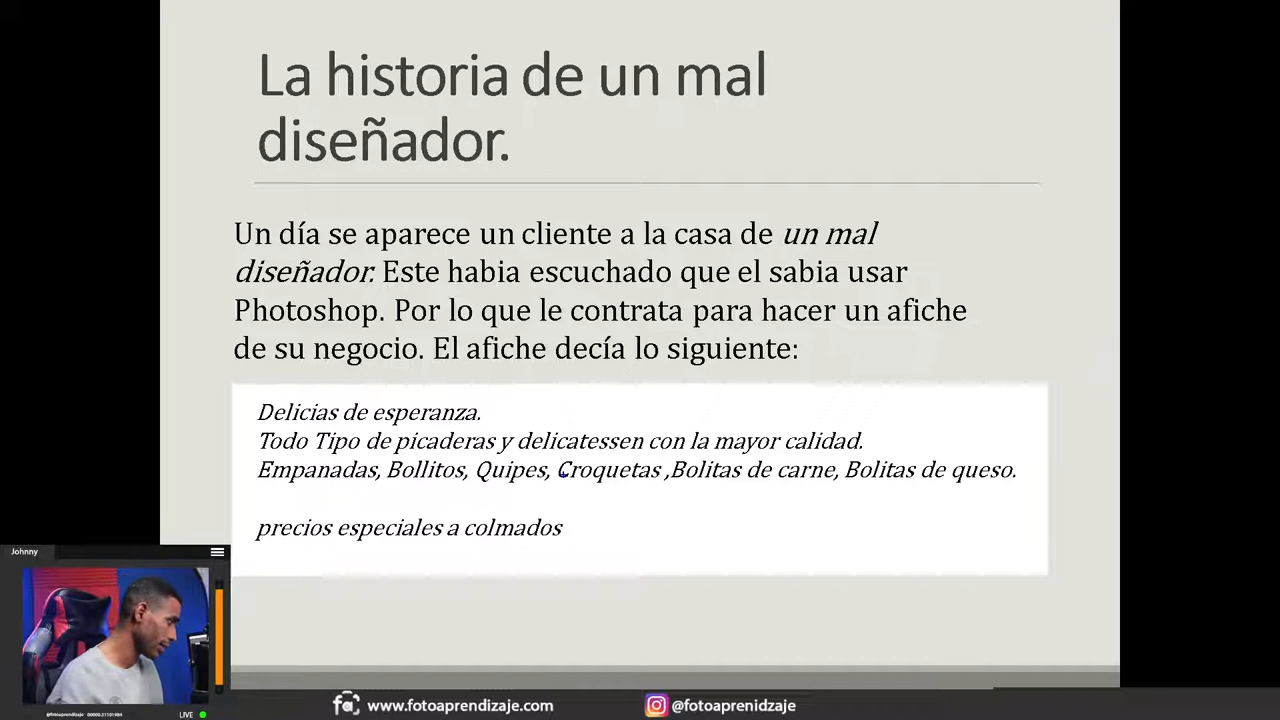 La historia de un mal
diseñador.
Un día se aparece un cliente a la casa de un mal
diseñador. Este habia escuchado que el sabia usar
Photoshop. Por lo que le contrata para hacer un afiche
de su negocio. El afiche decía lo siguiente:
Delicias de esperanza.
Todo Tipo de picaderas y delicatessen con la mayor calidad.
Empanadas, Bollitos, Quipes, Croquetas ,Bolitas de carne, Bolitas de queso.
precios especiales a colmados
Johnny
LIVE
www.fotoaprendizaje.com
@fotoaprenidzaje